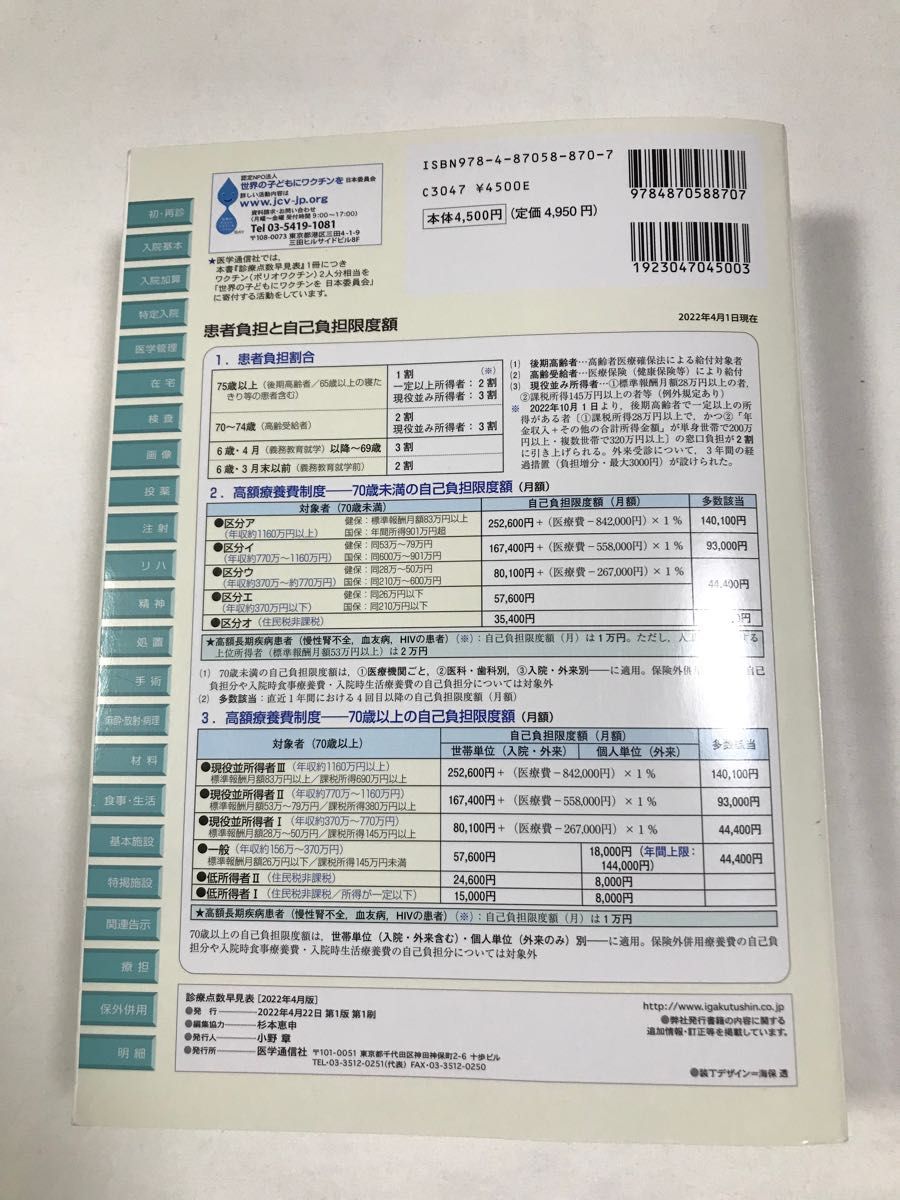 初・再診
入院基本
入院加算
特定入院
医学管理
在宅
検査
画像
投薬
注射
リハ
精神
処置
手術
麻酔・放射・病理
材料
食事・生活
基本施設
特掲施設
関連告示
療担
保外併用
明細
認定NPO法人
世界の子どもにワクチンを 日本委員会
詳しい活動内容は
www.jcv-jp.org
資料請求・お問い合わせ
(月曜〜金曜 受付時間 9:00〜17:00)
Tel 03-5419-1081
〒108-0073 東京都港区三田4-1-9
三田ヒルサイドビル8F
★医学通信社では,
本書『診療点数早見表』1冊につき
ワクチン(ポリオワクチン)2人分相当を
「世界の子どもにワクチンを 日本委員会」
に寄付する活動をしています。
ISBN978-4-87058-870-7
C3047 ¥4500E
本体4,500円 (定価 4,950 円)
9784870588707
1923047045003
患者負担と自己負担限度額
2022年4月1日現在
1.患者負担割合
75歳以上(後期高齢者/65歳以上の寝た
きり等の患者含む)
1割 (※)
一定以上所得者:2割
現役並み所得者:3割
70〜74歳(高齢受給者)
2割
現役並み所得者:3割
6歳・4月(義務教育就学)以降〜69歳
3割
6歳・3月末以前(義務教育就学前)
2割
(1) 後期高齢者…高齢者医療確保法による給付対象者
(2) 高齢受給者…医療保険(健康保険等)により給付
(3) 現役並み所得者…①標準報酬月額28万円以上の者,
②課税所得145万円以上の者等(例外規定あり)
※ 2022年10月1日より,後期高齢者で一定以上の所
得がある者〔①課税所得28万円以上で,かつ②「年
金収入+その他の合計所得金額」が単身世帯で200万
円以上・複数世帯で320万円以上〕の窓口負担が2割
に引き上げられる。外来受診について,3年間の経
過措置(負担増分・最大3000円)が設けられた。
2.高額療養費制度——70歳未満の自己負担限度額(月額)
対象者(70歳未満)
自己負担限度額(月額)
多数該当
●区分ア
(年収約1160万円以上)
健保:標準報酬月額83万円以上
国保:年間所得901万円超
252,600円+(医療費-842,000円)×1%
140,100円
●区分イ
(年収約770万〜1160万円)
健保:同53万〜79万円
国保:同600万〜901万円
167,400円+(医療費-558,000円)×1%
93,000円
●区分ウ
(年収約370万〜約770万円)
健保:同28万〜50万円
国保:同210万〜600万円
80,100円+(医療費-267,000円)×1%
44,400円
●区分エ
(年収約370万円以下)
健保:同26万円以下
国保:同210万円以下
57,600円
●区分オ(住民税非課税)
35,400円
0円
★高額長期疾病患者(慢性腎不全,血友病,HIVの患者)(※):自己負担限度額(月)は1万円。ただし,人工 する
上位所得者(標準報酬月額53万円以上)は2万円
(1) 70歳未満の自己負担限度額は,①医療機関ごと,②医科・歯科別,③入院・外来別——に適用。保険外併用 自己
負担分や入院時食事療養費・入院時生活療養費の自己負担分については対象外
(2) 多数該当:直近1年間における4回目以降の自己負担限度額(月額)
3.高額療養費制度——70歳以上の自己負担限度額(月額)
対象者(70歳以上)
自己負担限度額(月額)
世帯単位(入院・外来) 個人単位(外来)
多数該当
●現役並所得者Ⅲ(年収約1160万円以上)
標準報酬月額83万円以上/課税所得690万円以上
252,600円+(医療費-842,000円)×1%
140,100円
●現役並所得者Ⅱ(年収約770万〜1160万円)
標準報酬月額53万〜79万円/課税所得380万円以上
167,400円+(医療費-558,000円)×1%
93,000円
●現役並所得者Ⅰ(年収約370万〜770万円)
標準報酬月額28万〜50万円/課税所得145万円以上
80,100円+(医療費-267,000円)×1%
44,400円
●一般(年収約156万〜370万円)
標準報酬月額26万円以下/課税所得145万円未満
57,600円
18,000円(年間上限:
144,000円)
44,400円
●低所得者Ⅱ(住民税非課税)
24,600円
8,000円
●低所得者Ⅰ(住民税非課税/所得が一定以下)
15,000円
8,000円
★高額長期疾病患者(慢性腎不全,血友病,HIVの患者)(※):自己負担限度額(月)は1万円
70歳以上の自己負担限度額は,世帯単位(入院・外来含む)・個人単位(外来のみ)別——に適用。保険外併用療養費の自己負
担分や入院時食事療養費・入院時生活療養費の自己負担分については対象外
診療点数早見表[2022年4月版]
●発 行——2022年4月22日 第1版 第1刷
●編集協力——杉本恵申
●発行人——小野 章
●発行所——医学通信社 〒101-0051 東京都千代田区神田神保町2-6 十歩ビル
TEL・03-3512-0251(代表) FAX・03-3512-0250
http://www.igakutushin.co.jp
●弊社発行書籍の内容に関する
追加情報・訂正等を掲載しています。
●装丁デザイン=海保 透